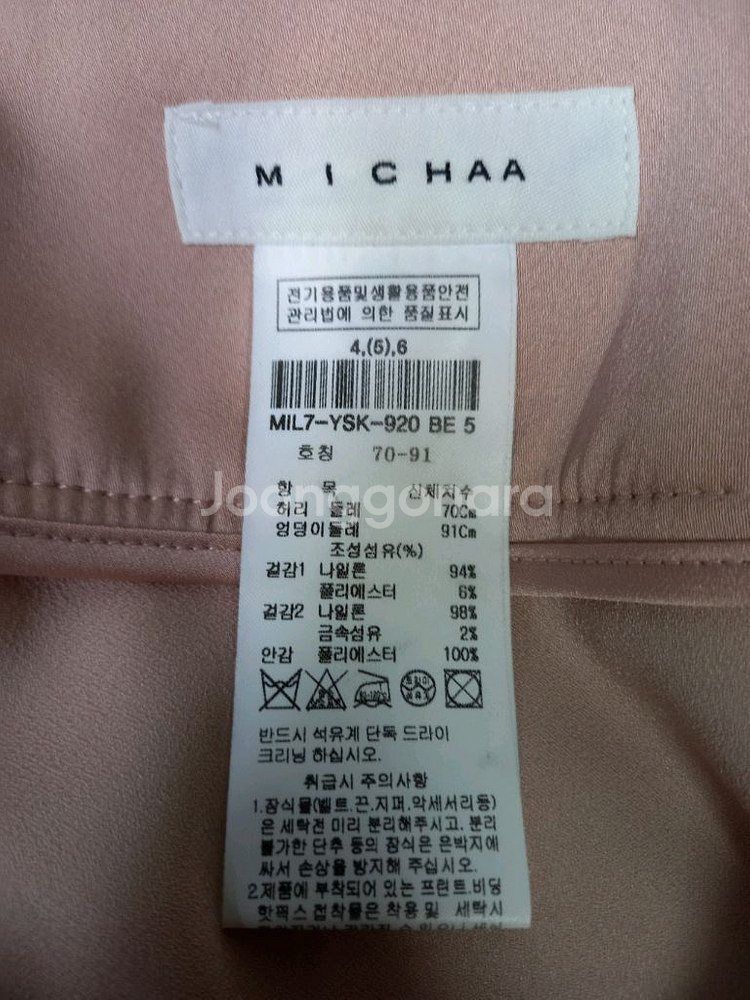 MICHAA
전기용품및생활용품안전
관리법에 의한 품질표시
4,(5),6
MIL7-YSK-920 BE 5
호칭 70-91
항 목 신체치수
허리 둘레 70Cm
엉덩이둘레 91Cm
조성섬유(%)
겉감1 나일론 94%
폴리에스터 6%
겉감2 나일론 98%
금속섬유 2%
안감 폴리에스터 100%
반드시 석유계 단독 드라이
크리닝 하십시오.
취급시 주의사항
1.장식물(벨트.끈.지퍼.악세서리등)
은 세탁전 미리 분리해주시고. 분리
불가한 단추 등의 장식은 은박지에
싸서 손상을 방지해 주십시오.
2.제품에 부착되어 있는 프린트.비딩
핫픽스 접착물은 착용 및 세탁시
Joonggonara